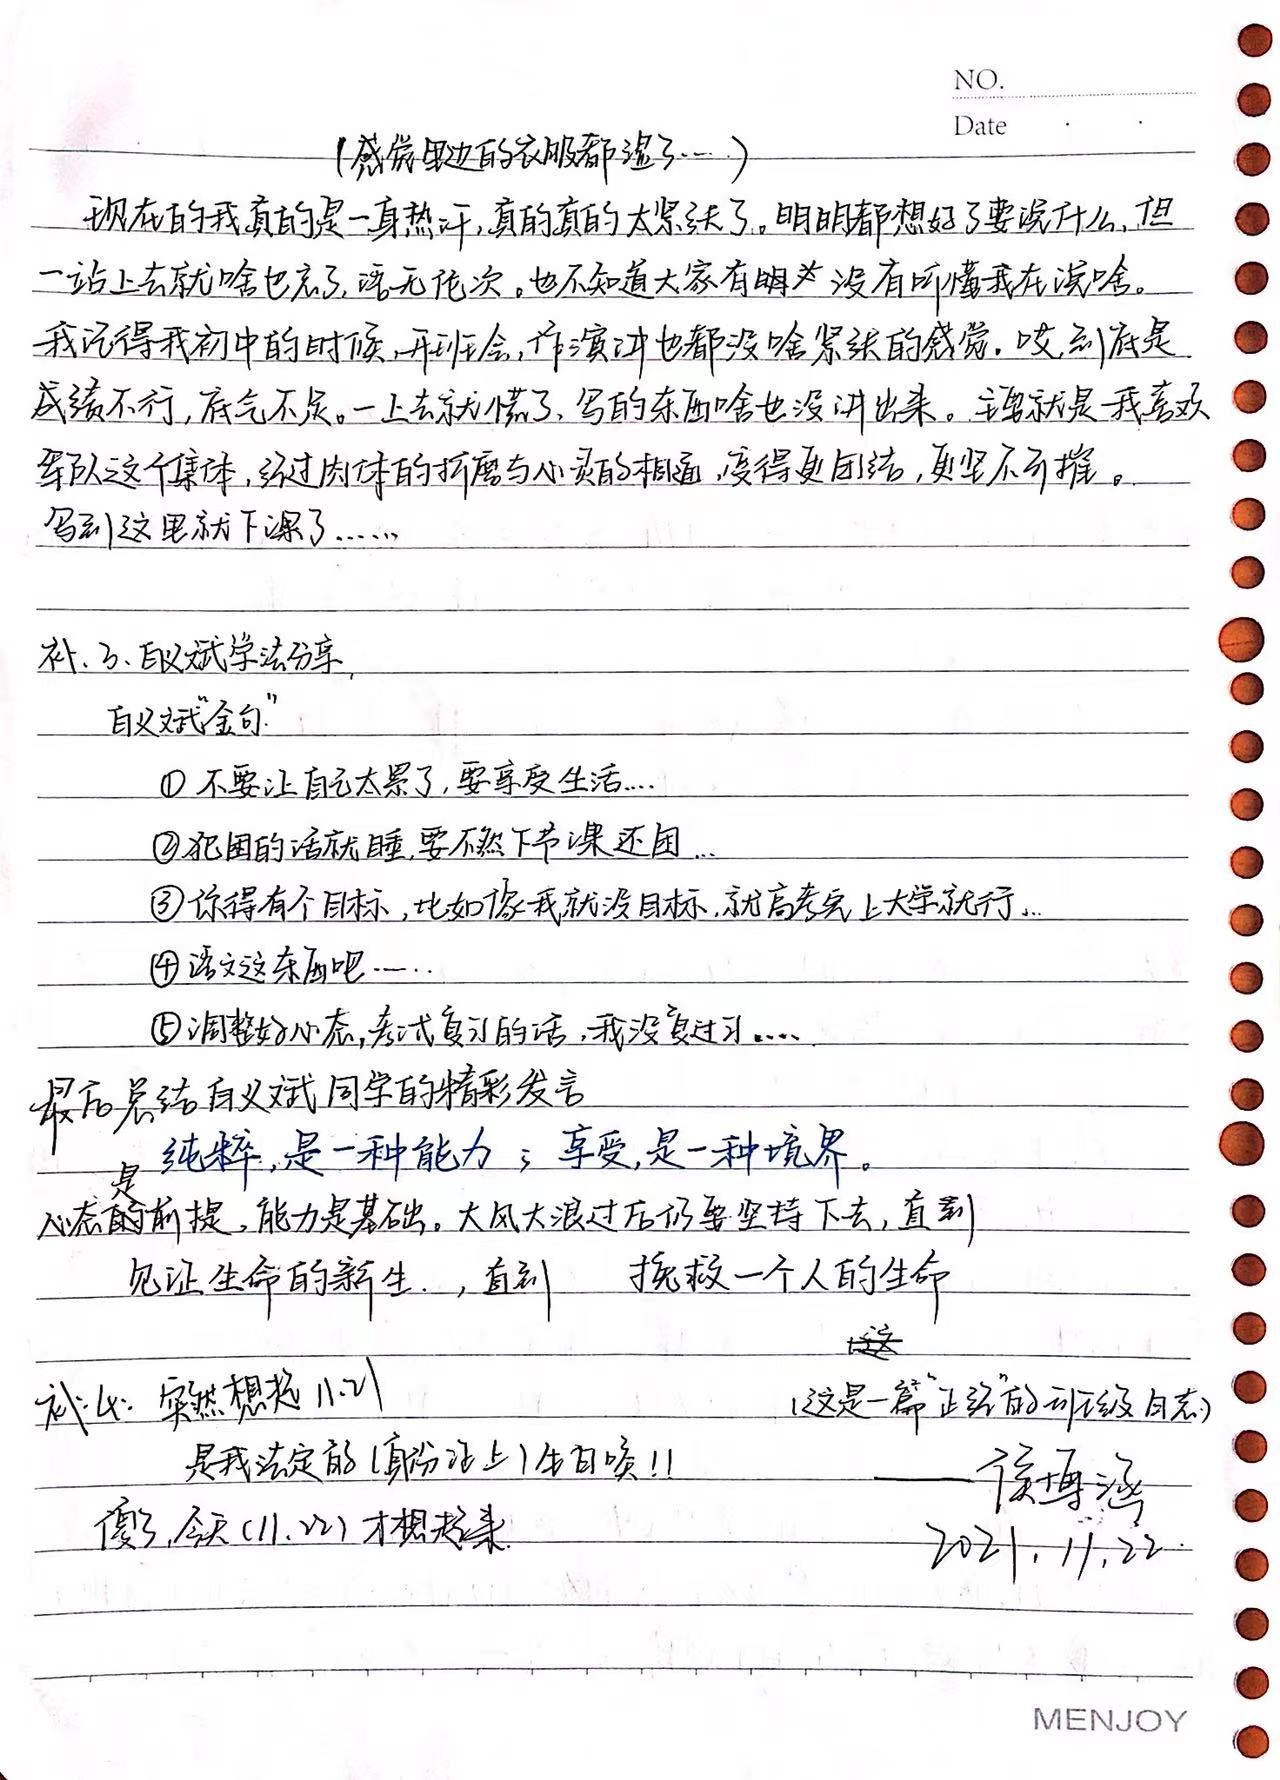 NO.
Date
(感觉里边的衣服都湿了……)
现在的我真的是一身热汗,真的真的太紧张了。明明都想好了要说什么,但
一站上去就啥也忘了,语无伦次。也不知道大家有没有听懂我在说啥。
我记得我初中的时候,开班会,作演讲也都没啥紧张的感觉。哎,到底是
成绩不行,底气不足。一上去就慌了,写的东西啥也没讲出来。主要就是我喜欢
军队这个集体,经过肉体的折磨与心灵的相通,变得更团结,更坚不可摧。
写到这里就下课了……
补.3、白义斌学法分享
白义斌“金句”
①不要让自己太累了,要享受生活....
②犯困的话就睡,要不然下节课还困...
③你得有个目标,比如像我就没目标,就高考完上大学就行...
④语文这东西吧……
⑤调整好心态,考试复习的话,我没复过习.....
最后总结白义斌同学的精彩发言
纯粹,是一种能力;享受,是一种境界。
心态是前提,能力是基础。大风大浪过后仍要坚持下去,直到
见证生命的新生.,直到 挽救一个人的生命
补.4: 突然想起11.21
(这是一篇“正经”的班级日志)
是我法定的(身份证上)生日唉!!
——侯博涵
傻了,今天(11.22)才想起来.
2021.11.22.
MENJOY